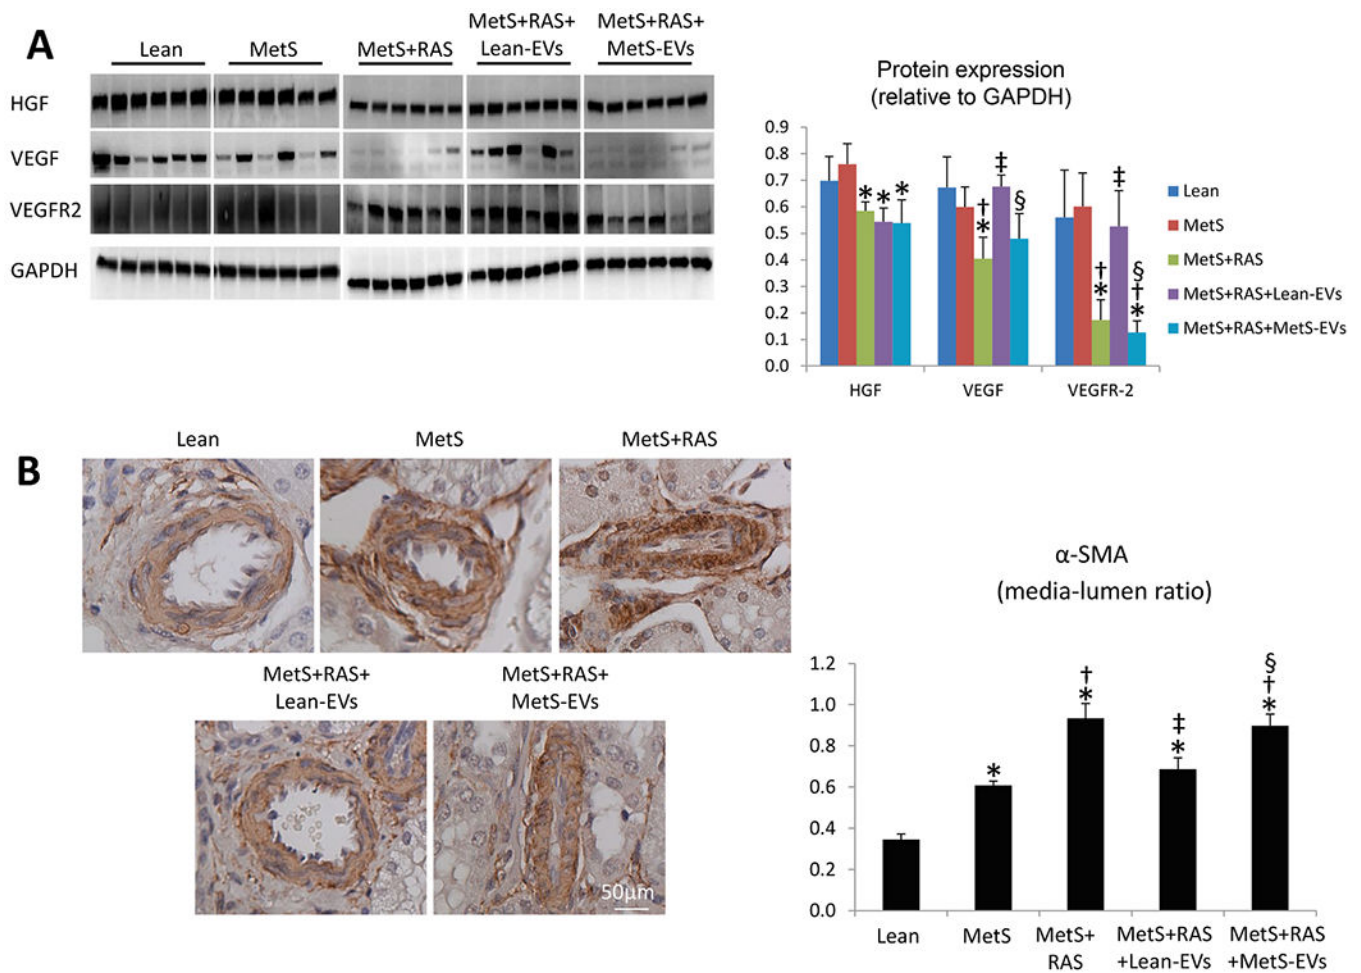 A
Lean
MetS
MetS+RAS
MetS+RAS+
Lean-EVs
MetS+RAS+
MetS-EVs
HGF
VEGF
VEGFR2
GAPDH
Protein expression
(relative to GAPDH)
0.9
0.8
0.7
0.6
0.5
0.4
0.3
0.2
0.1
0.0
* * *
†
*
‡
§
†
*
‡
§
†
*
HGF
VEGF
VEGFR-2
Lean
MetS
MetS+RAS
MetS+RAS+Lean-EVs
MetS+RAS+MetS-EVs
B
Lean
MetS
MetS+RAS
MetS+RAS+
Lean-EVs
MetS+RAS+
MetS-EVs
50µm
α-SMA
(media-lumen ratio)
1.2
1.0
0.8
0.6
0.4
0.2
0.0
*
†
*
‡
*
§
†
*
Lean
MetS
MetS+
RAS
MetS+RAS
+Lean-EVs
MetS+RAS
+MetS-EVs